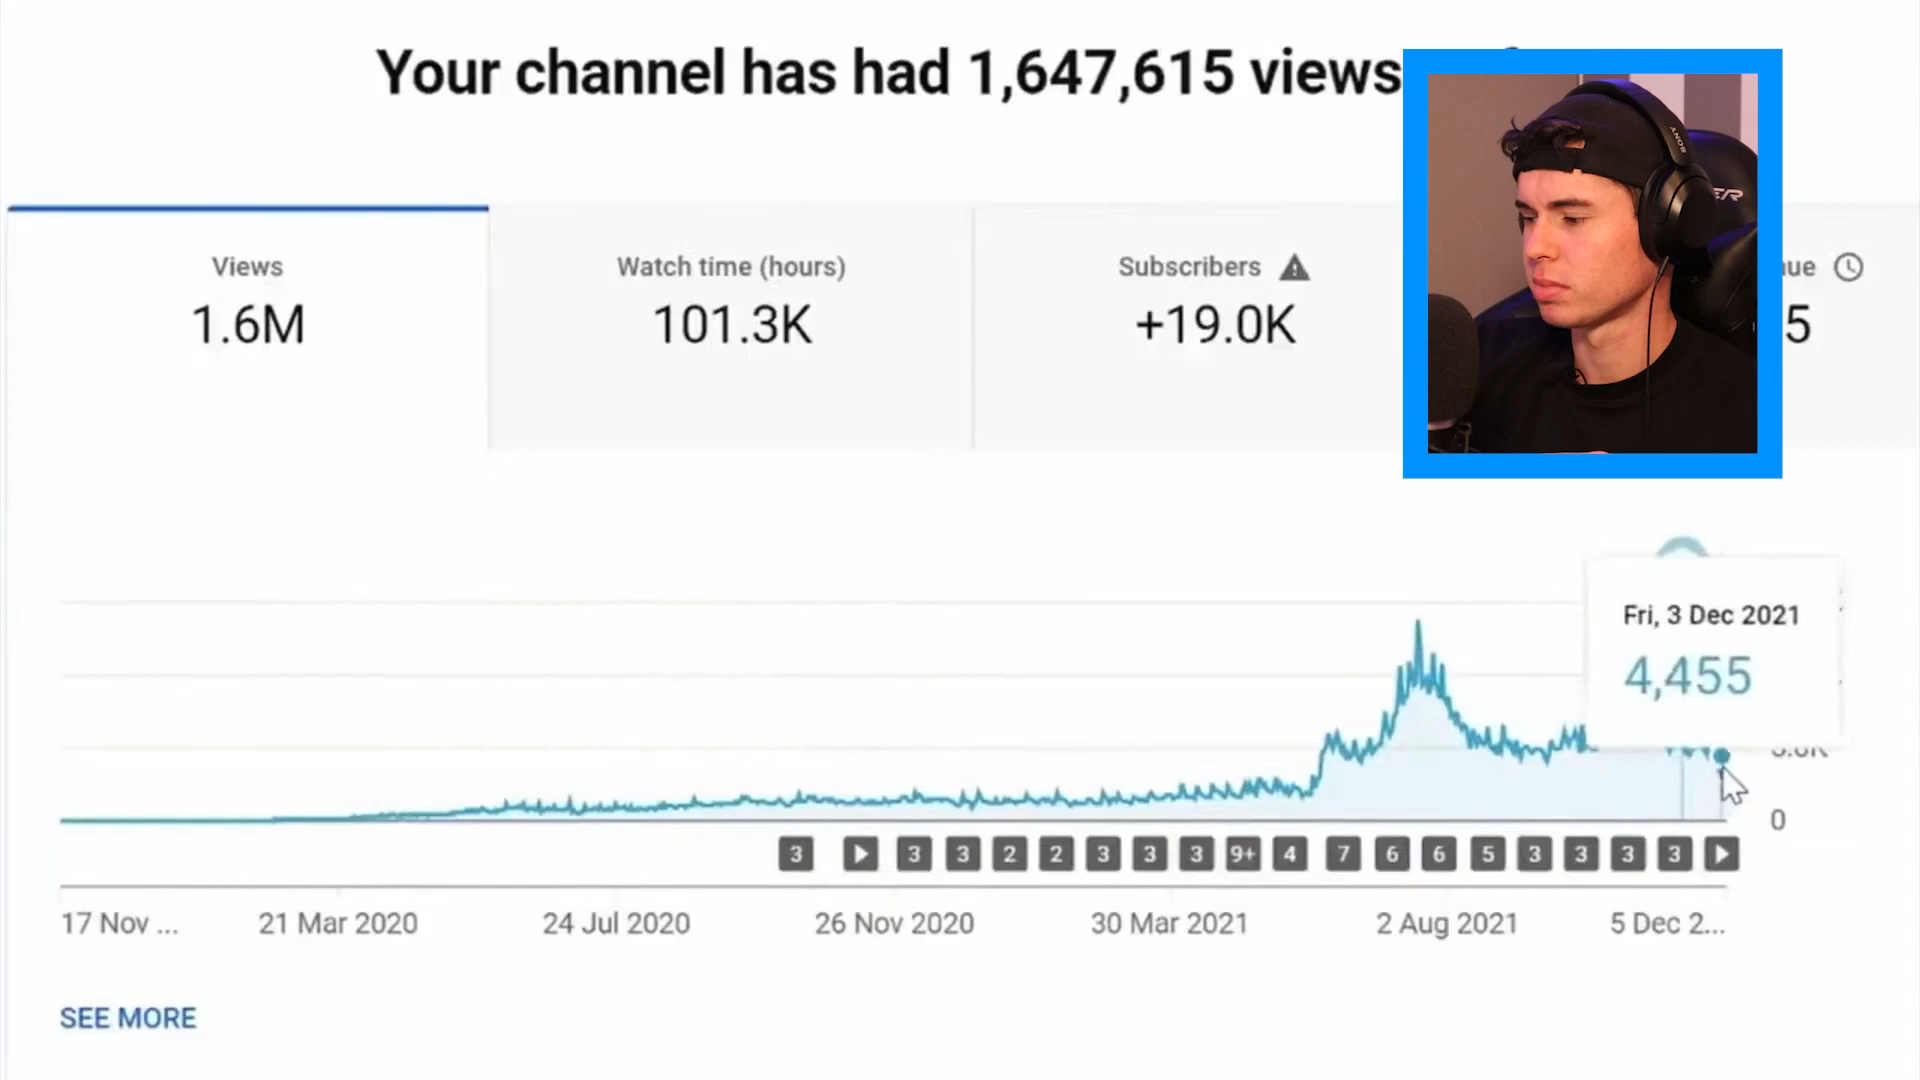 Your channel has had 1,647,615 views
Views
1.6M
Watch time (hours)
101.3K
Subscribers
+19.0K
5
SONY
Fri, 3 Dec 2021
4,455
0
3 3 3 2 2 3 3 3 9+ 4 7 6 6 5 3 3 3 3
17 Nov ... 21 Mar 2020 24 Jul 2020 26 Nov 2020 30 Mar 2021 2 Aug 2021 5 Dec 2...
SEE MORE